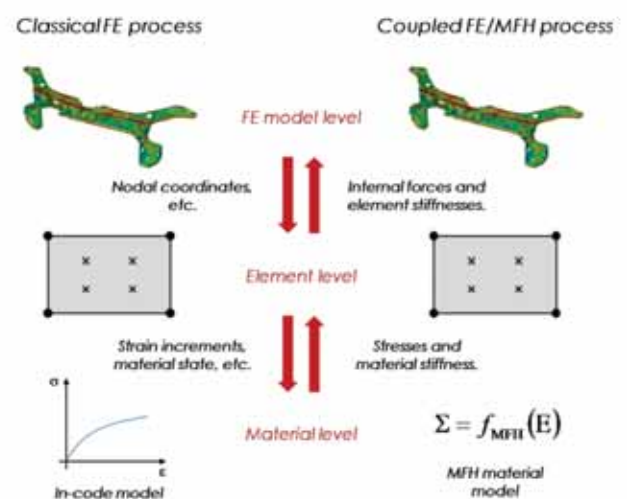 Classical FE process
Coupled FE/MFH process
FE model level
Nodal coordinates,
etc.
Internal forces and
element stiffnesses.
Element level
Strain increments,
material state, etc.
Stresses and
material stiffness.
σ
ε
In-code model
Material level
Σ = f_MFH(E)
MFH material
model